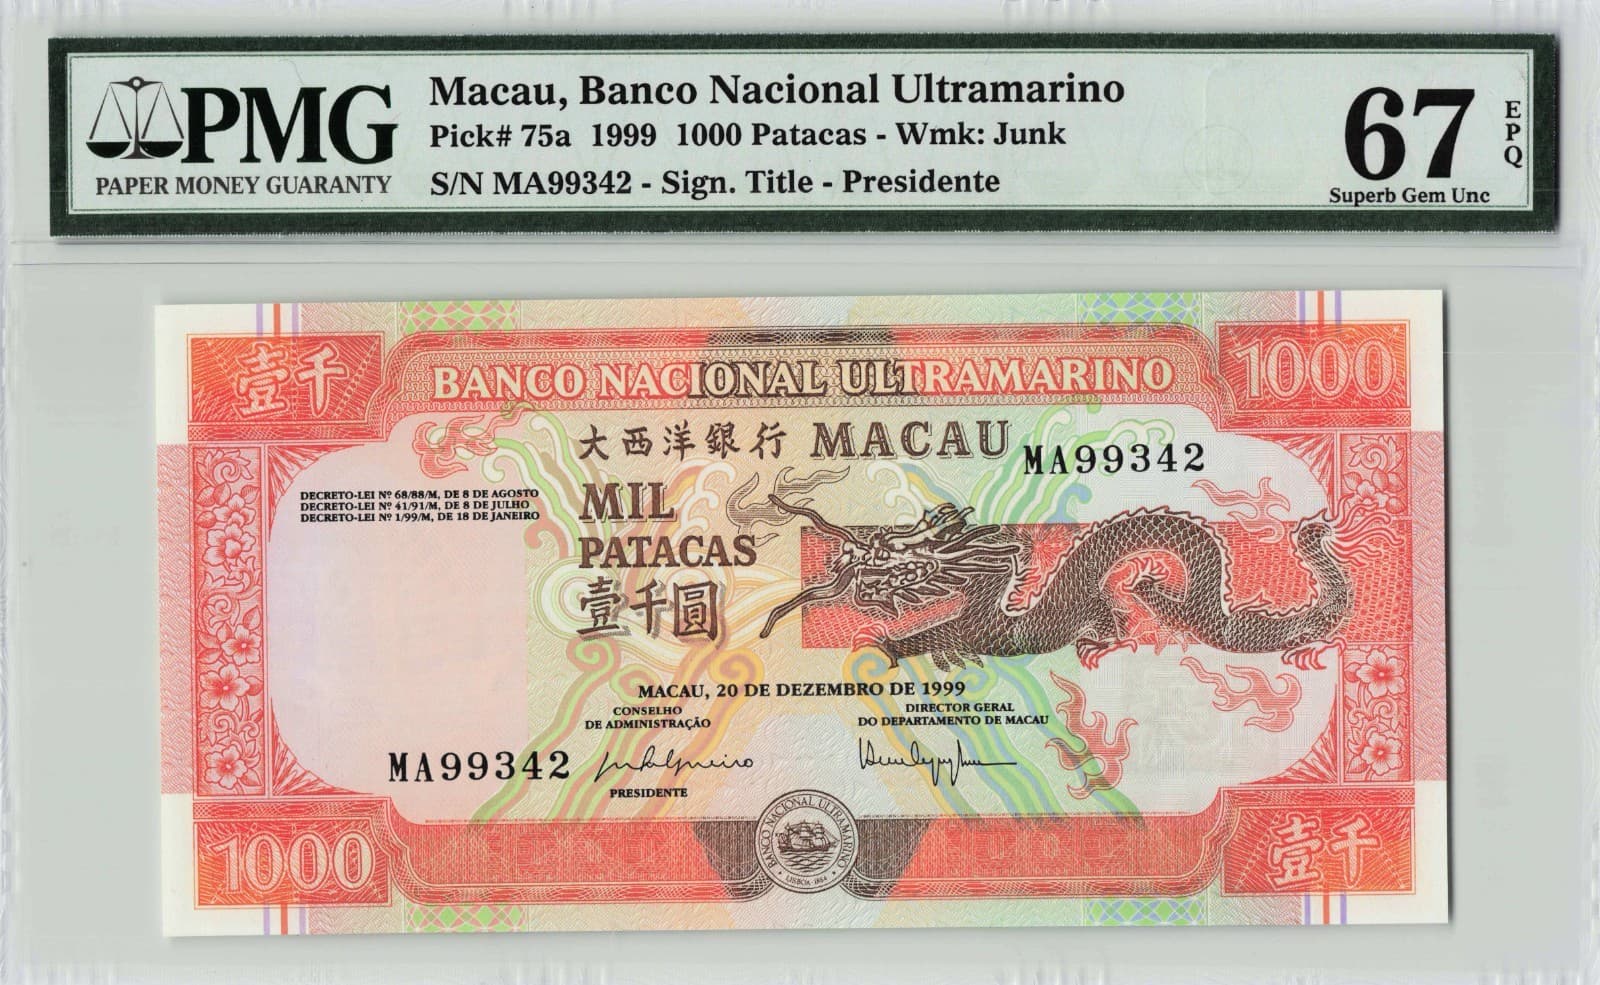 PMG
PAPER MONEY GUARANTY
Macau, Banco Nacional Ultramarino
Pick# 75a 1999 1000 Patacas - Wmk: Junk
S/N MA99342 - Sign. Title - Presidente
67 EPQ
Superb Gem Unc
壹千
BANCO NACIONAL ULTRAMARINO
1000
大西洋銀行 MACAU
MA99342
DECRETO-LEI Nº 68/88/M, DE 8 DE AGOSTO
DECRETO-LEI Nº 41/91/M, DE 8 DE JULHO
DECRETO-LEI Nº 1/99/M, DE 18 DE JANEIRO
MIL
PATACAS
壹千圓
MACAU, 20 DE DEZEMBRO DE 1999
CONSELHO
DE ADMINISTRAÇÃO
DIRECTOR GERAL
DO DEPARTAMENTO DE MACAU
MA99342
PRESIDENTE
1000
BANCO NACIONAL ULTRAMARINO
LISBOA-1864
壹千